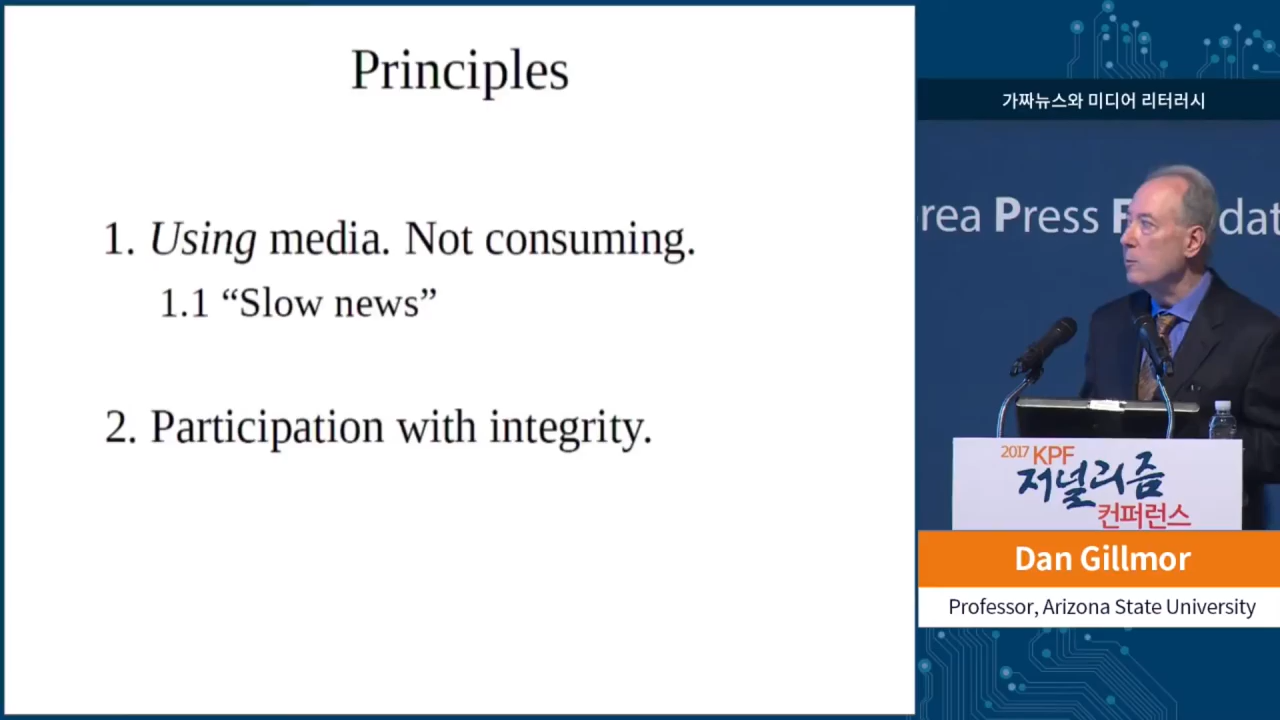 Principles
1. Using media. Not consuming.
1.1 “Slow news”
2. Participation with integrity.
가짜뉴스와 미디어 리터러시
rea Press F dat
2017 KPF
저널리즘
컨퍼런스
Dan Gillmor
Professor, Arizona State University